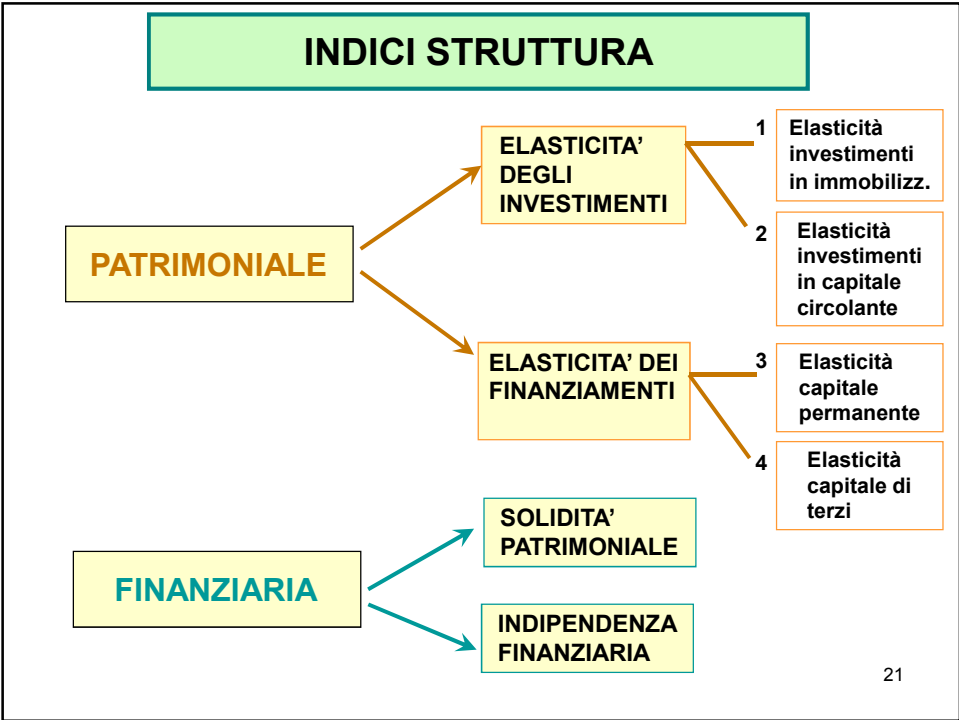 INDICI STRUTTURA
PATRIMONIALE
ELASTICITA’
DEGLI
INVESTIMENTI
1
Elasticità
investimenti
in immobilizz.
2
Elasticità
investimenti
in capitale
circolante
ELASTICITA’ DEI
FINANZIAMENTI
3
Elasticità
capitale
permanente
4
Elasticità
capitale di
terzi
FINANZIARIA
SOLIDITA’
PATRIMONIALE
INDIPENDENZA
FINANZIARIA
21